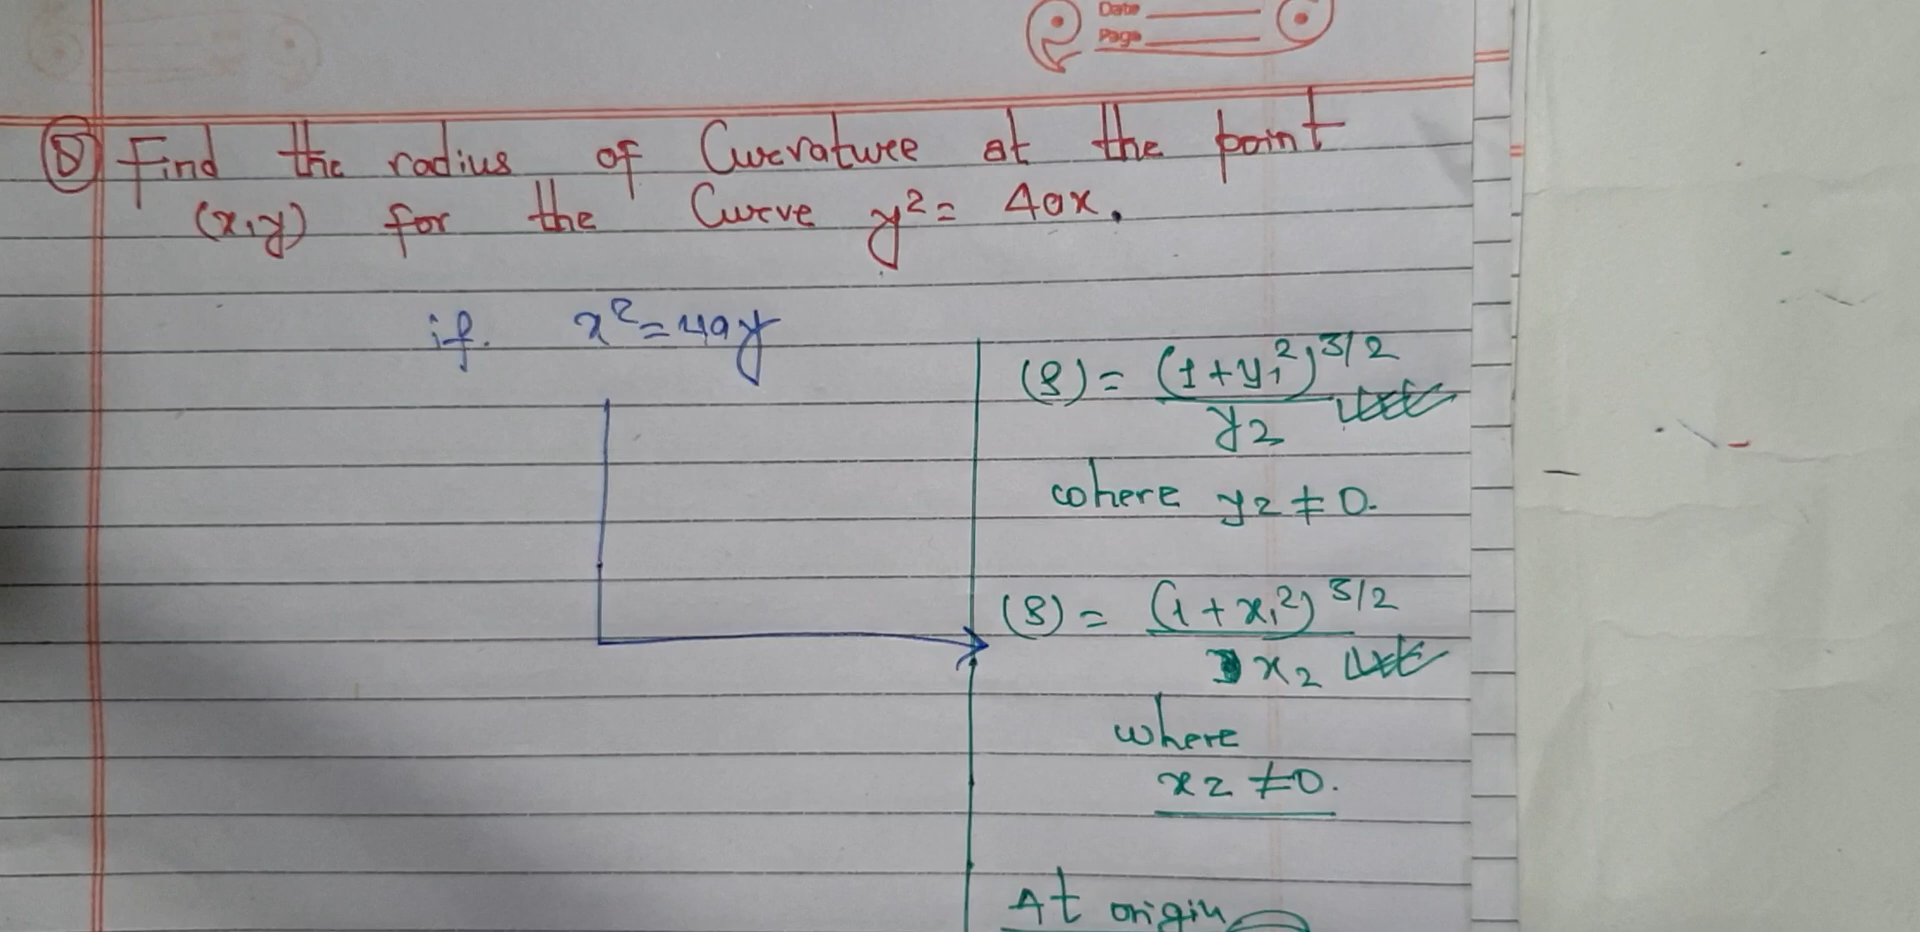 Date
Page
(8) Find the radius of Curvature at the point
(x,y) for the Curve y² = 4ax.
if. x² = 4ay
(ρ) = (1+y₁²)^3/2 / y₂
where y₂ ≠ 0.
(ρ) = (1+x₁²)^3/2 / x₂
where
x₂ ≠ 0.
At origin